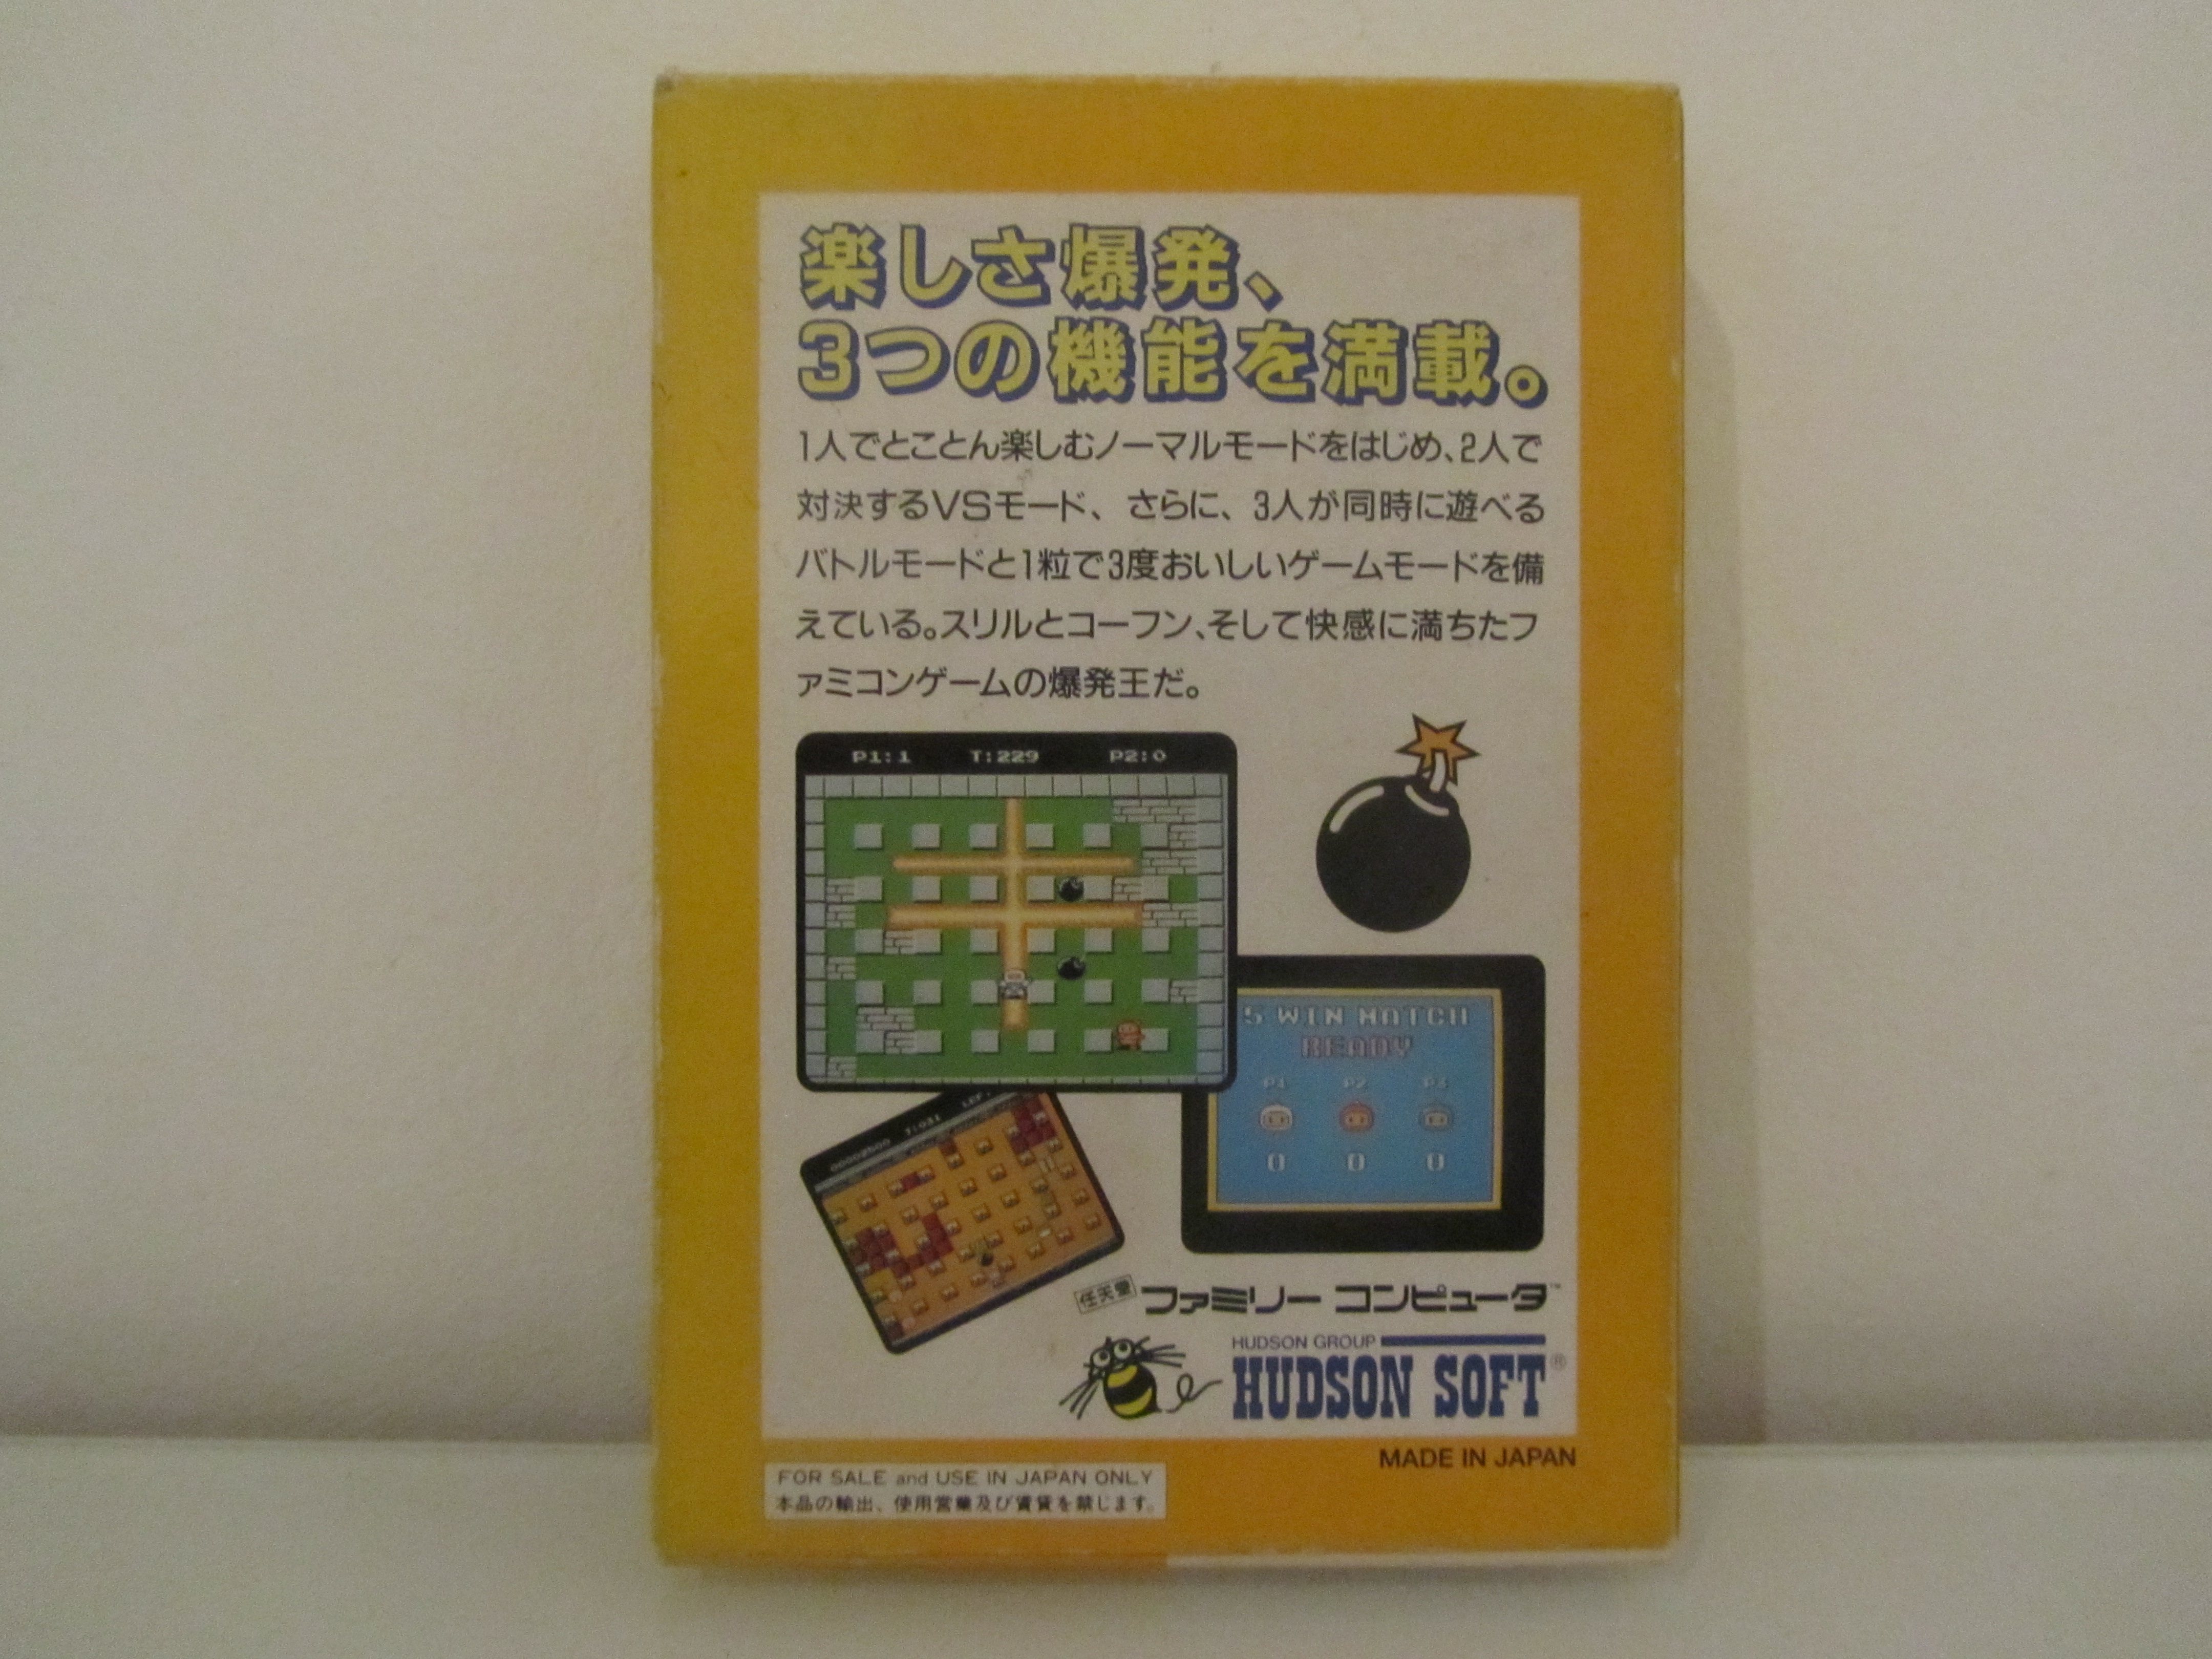 楽しさ爆発、
3つの機能を満載。
1人でとことん楽しむノーマルモードをはじめ、2人で
対決するVSモード、さらに、3人が同時に遊べる
バトルモードと1粒で3度おいしいゲームモードを備
えている。スリルとコーフン、そして快感に満ちたフ
ァミコンゲームの爆発王だ。
P1:1 T:229 P2:0
5 WIN MATCH
READY
P1 P2 P3
0 0 0
T:031
任天堂 ファミリー コンピュータ™
HUDSON GROUP
HUDSON SOFT®
MADE IN JAPAN
FOR SALE and USE IN JAPAN ONLY
本品の輸出、使用営業及び賃貸を禁じます。